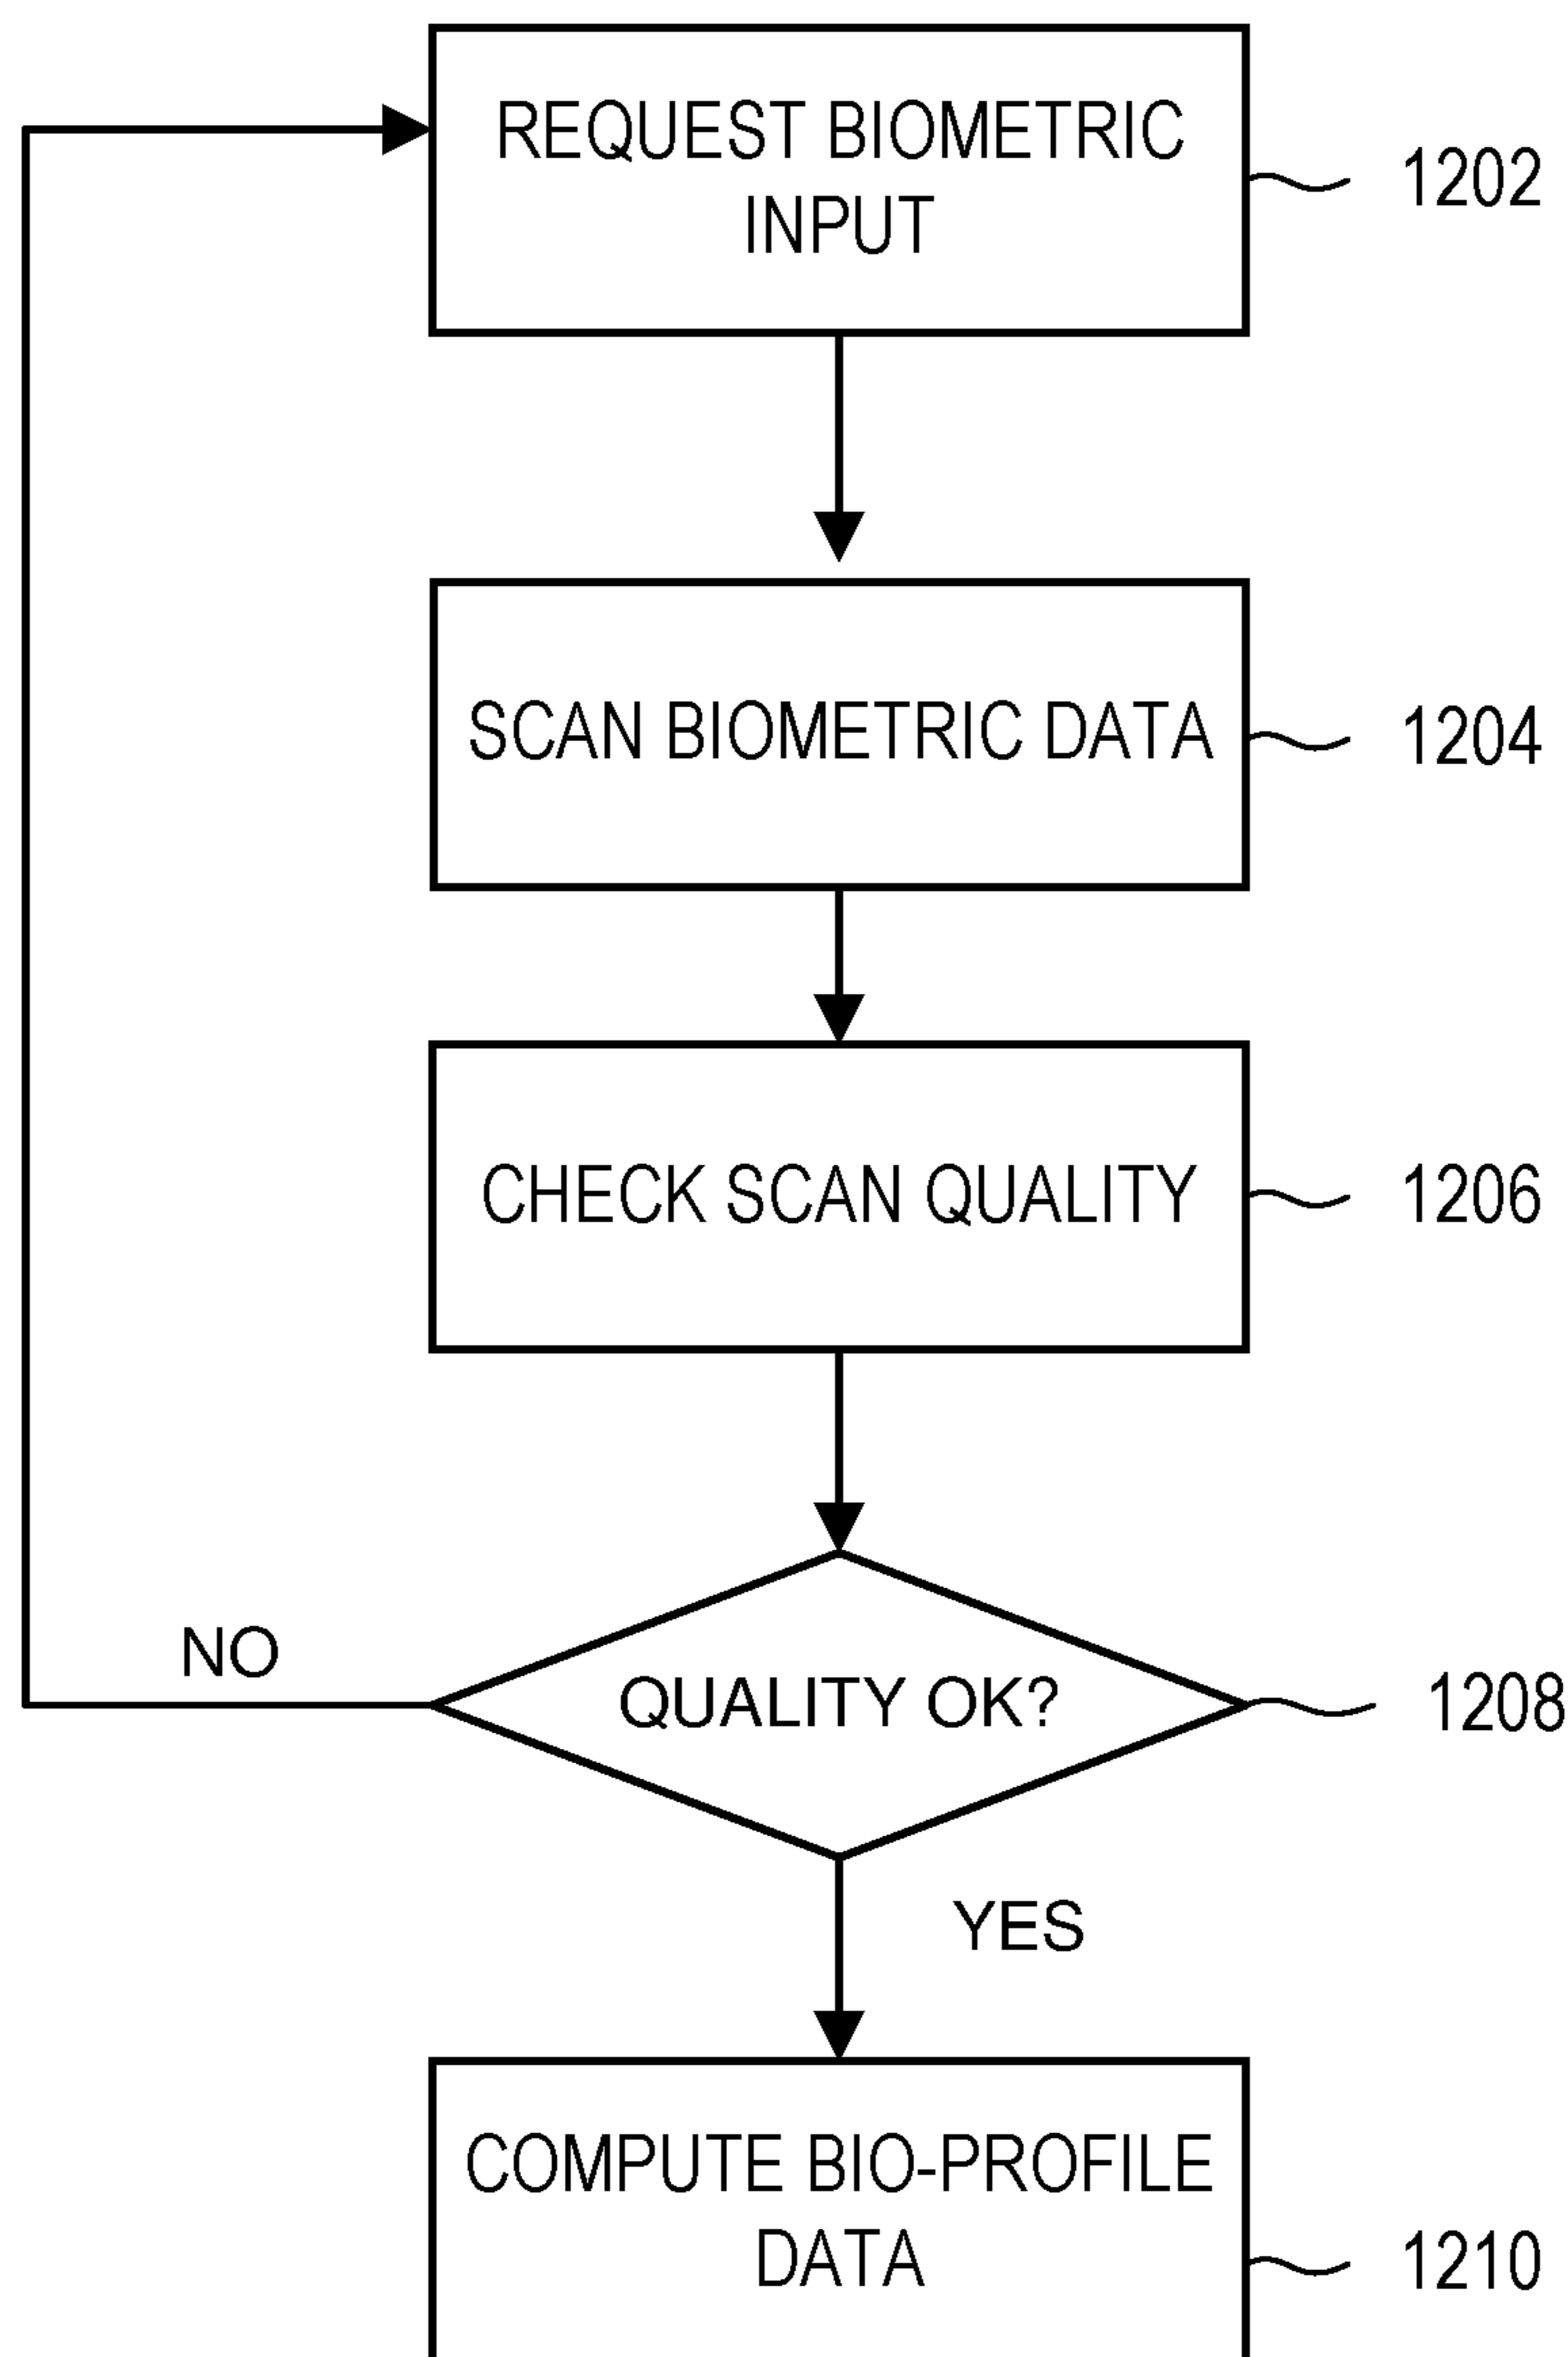 REQUEST BIOMETRIC
INPUT
1202
SCAN BIOMETRIC DATA
1204
CHECK SCAN QUALITY
1206
NO
QUALITY OK?
1208
YES
COMPUTE BIO-PROFILE
DATA
1210